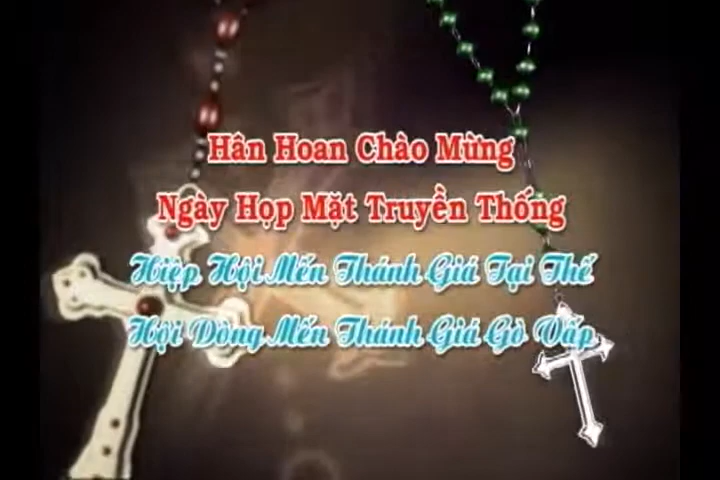 Hân Hoan Chào Mừng
Ngày Họp Mặt Truyền Thống
Hiệp Hội Mến Thánh Giá Tại Thế
Hội Dòng Mến Thánh Giá Gò Vấp